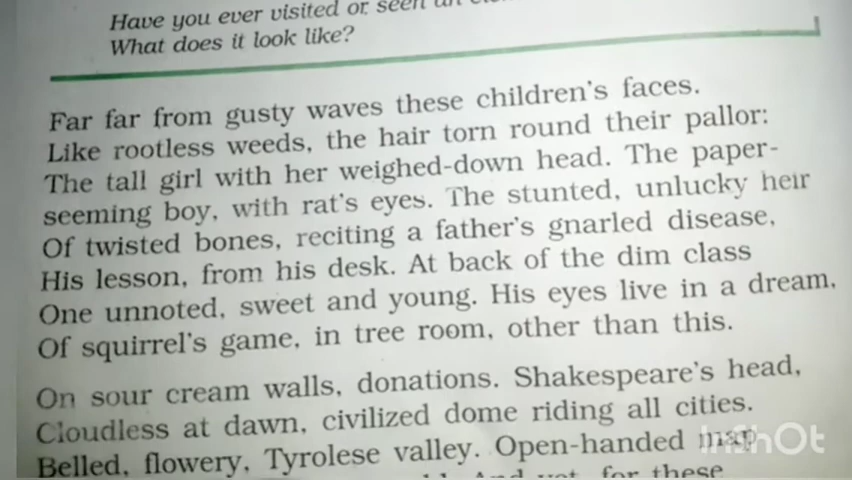 Have you ever visited or seen an
What does it look like?
Far far from gusty waves these children's faces.
Like rootless weeds, the hair torn round their pallor:
The tall girl with her weighed-down head. The paper-
seeming boy, with rat's eyes. The stunted, unlucky heir
Of twisted bones, reciting a father's gnarled disease,
His lesson, from his desk. At back of the dim class
One unnoted, sweet and young. His eyes live in a dream,
Of squirrel's game, in tree room, other than this.
On sour cream walls, donations. Shakespeare's head,
Cloudless at dawn, civilized dome riding all cities.
Belled, flowery, Tyrolese valley. Open-handed map
And yet, for these
InShOt